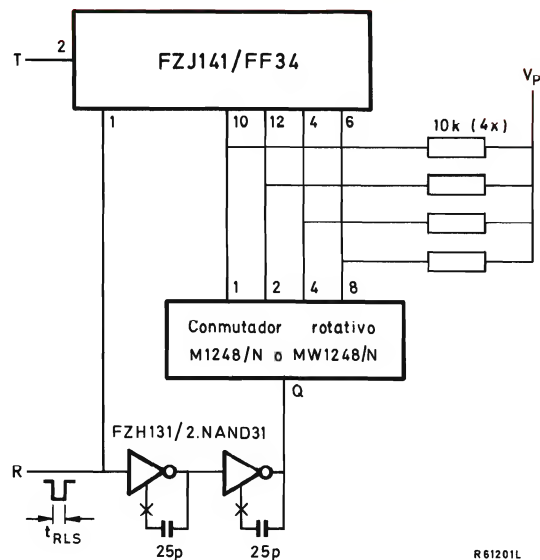 FZJ141/FF34
T
2
1
10
12
4
6
V_P
10k (4x)
1
2
4
8
Conmutador rotativo
M1248/N o MW1248/N
Q
FZH131/2.NAND31
R
t_RLS
25p
25p
R61201L